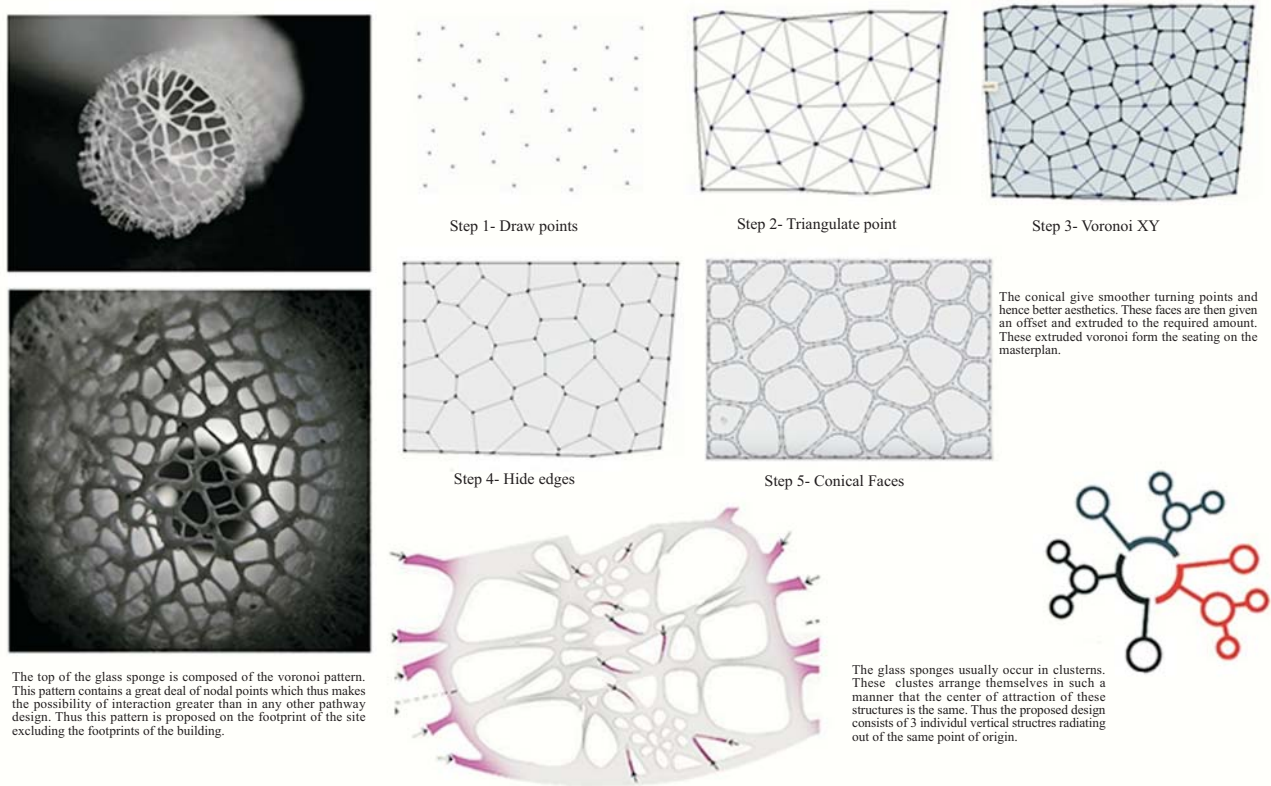 Step 1- Draw points
Step 2- Triangulate point
Step 3- Voronoi XY
Step 4- Hide edges
Step 5- Conical Faces
The conical give smoother turning points and
hence better aesthetics. These faces are then given
an offset and extruded to the required amount.
These extruded voronoi form the seating on the
masterplan.
The top of the glass sponge is composed of the voronoi pattern.
This pattern contains a great deal of nodal points which thus makes
the possibility of interaction greater than in any other pathway
design. Thus this pattern is proposed on the footprint of the site
excluding the footprints of the building.
The glass sponges usually occur in clusterns.
These clustes arrange themselves in such a
manner that the center of attraction of these
structures is the same. Thus the proposed design
consists of 3 individul vertical structres radiating
out of the same point of origin.